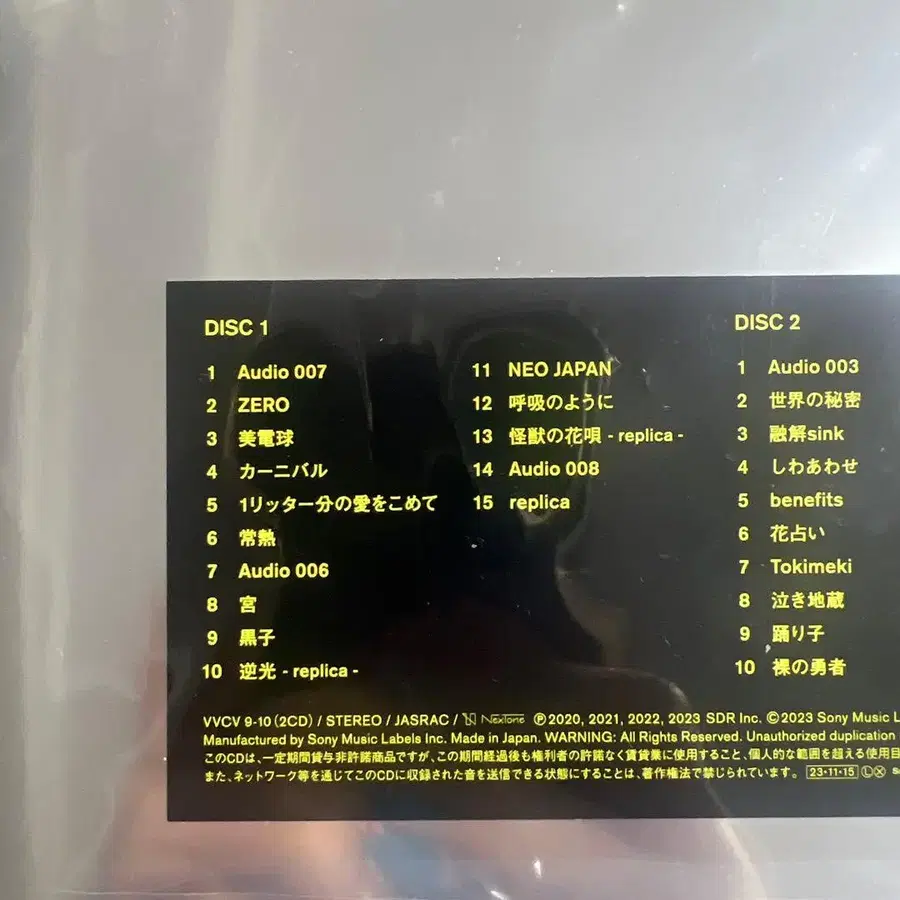 DISC 1
1 Audio 007
2 ZERO
3 美電球
4 カーニバル
5 1リッター分の愛をこめて
6 常熱
7 Audio 006
8 宮
9 黒子
10 逆光 - replica -
11 NEO JAPAN
12 呼吸のように
13 怪獣の花唄 - replica -
14 Audio 008
15 replica
DISC 2
1 Audio 003
2 世界の秘密
3 融解sink
4 しわあわせ
5 benefits
6 花占い
7 Tokimeki
8 泣き地蔵
9 踊り子
10 裸の勇者
VVCV 9-10 (2CD) / STEREO / JASRAC / NexTone ℗2020, 2021, 2022, 2023 SDR Inc. ©2023 Sony Music L
Manufactured by Sony Music Labels Inc. Made in Japan. WARNING: All Rights Reserved. Unauthorized duplication
このCDは、一定期間貸与非許諾商品ですが、この期間経過後も権利者の許諾なく賃貸業に使用すること、個人的な範囲を超える使用目
また、ネットワーク等を通じてこのCDに収録された音を送信できる状態にすることは、著作権法で禁じられています。 23・11・15 Ⓛ Ⓧ S